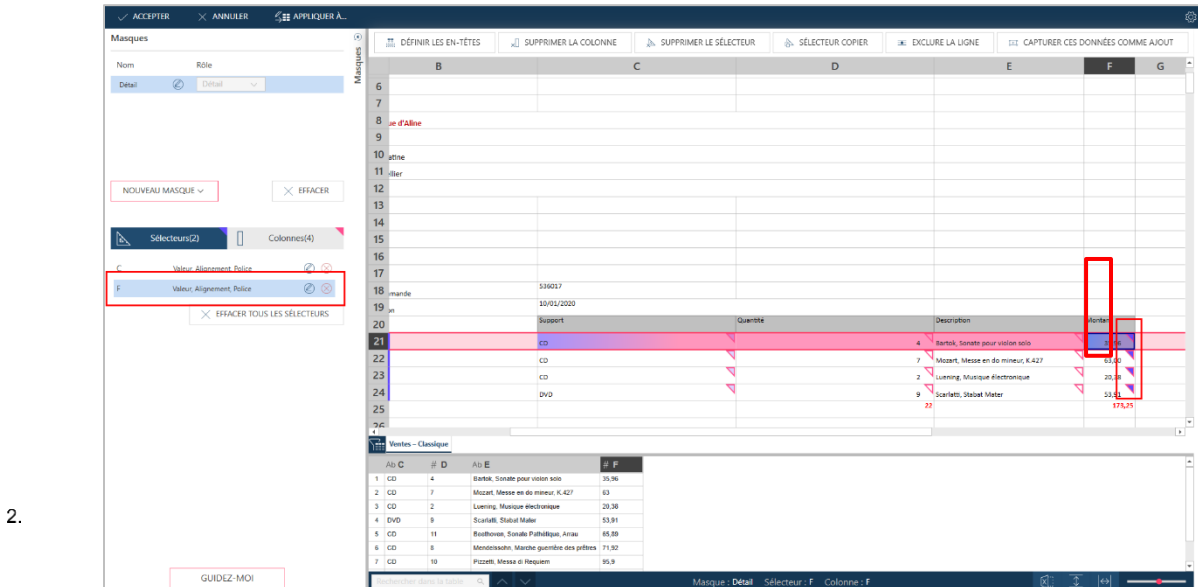 ACCEPTER ANNULER APPLIQUER À...
Masques
Nom Rôle
Détail Détail
NOUVEAU MASQUE EFFACER
Sélecteurs(2) Colonnes(4)
C Valeur, Alignement, Police
F Valeur, Alignement, Police
EFFACER TOUS LES SÉLECTEURS
GUIDEZ-MOI
2.
Masques
DÉFINIR LES EN-TÊTES SUPPRIMER LA COLONNE SUPPRIMER LE SÉLECTEUR SÉLECTEUR COPIER EXCLURE LA LIGNE CAPTURER CES DONNÉES COMME AJOUT
B C D E F G
6
7
8 ue d'Aline
9
10 atine
11 llier
12
13
14
15
16
17
18 mande 536017
19 on 10/01/2020
20 Support Quantité Description Montan
21 CD 4 Bartok, Sonate pour violon solo
22 CD 7 Mozart, Messe en do mineur, K.427 63,00
23 CD 2 Luening, Musique électronique 20,38
24 DVD 9 Scarlatti, Stabat Mater 53,91
25 22 173,25
26
Ventes - Classique
Ab C # D Ab E # F
1 CD 4 Bartok, Sonate pour violon solo 35,96
2 CD 7 Mozart, Messe en do mineur, K.427 63
3 CD 2 Luening, Musique électronique 20,38
4 DVD 9 Scarlatti, Stabat Mater 53,91
5 CD 11 Beethoven, Sonate Pathétique, Arrau 65,89
6 CD 8 Mendelssohn, Marche guerrière des prêtres 71,92
7 CD 10 Pizzetti, Messa di Requiem 95,9
Rechercher dans la table Masque : Détail Sélecteur : F Colonne : F